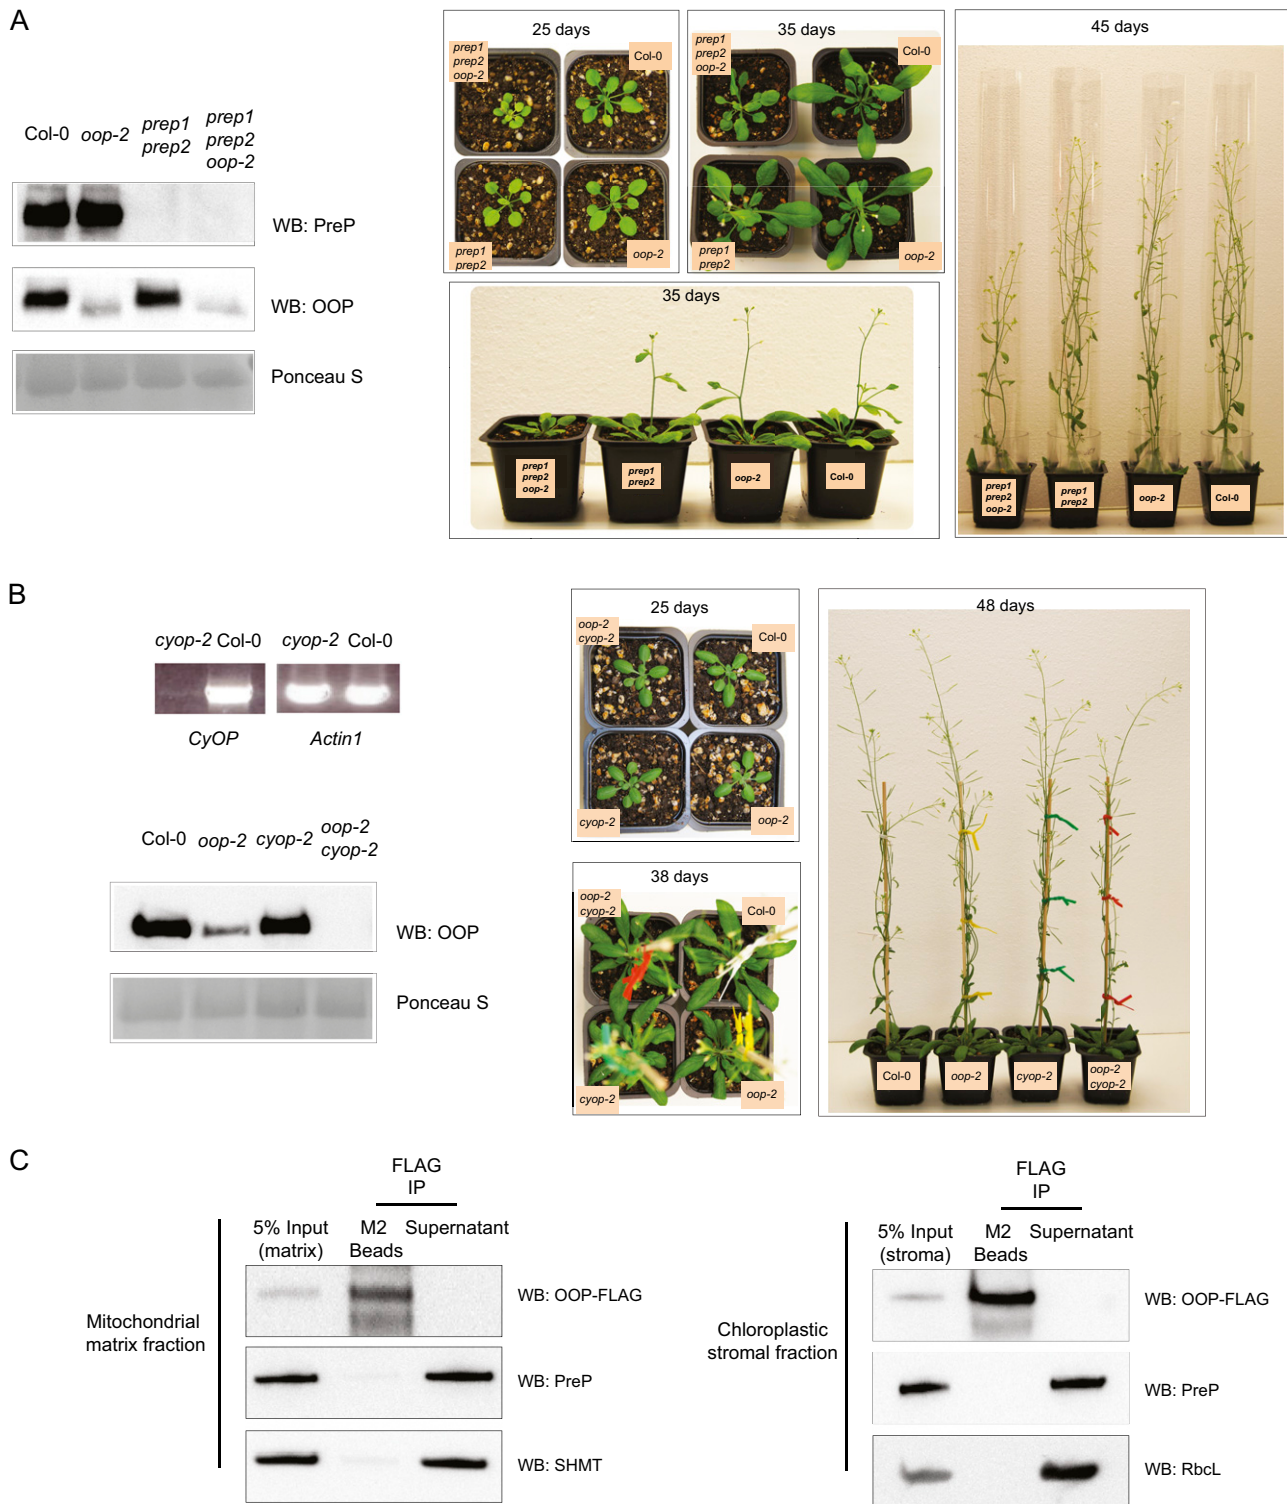 A
Col-0
oop-2
prep1
prep2
prep1
prep2
oop-2
WB: PreP
WB: OOP
Ponceau S
25 days
prep1
prep2
oop-2
Col-0
prep1
prep2
oop-2
35 days
prep1
prep2
oop-2
Col-0
prep1
prep2
oop-2
35 days
prep1
prep2
oop-2
prep1
prep2
oop-2
Col-0
45 days
prep1
prep2
oop-2
prep1
prep2
oop-2
Col-0
B
cyop-2 Col-0
cyop-2 Col-0
CyOP
Actin1
Col-0
oop-2
cyop-2
oop-2
cyop-2
WB: OOP
Ponceau S
25 days
oop-2
cyop-2
Col-0
cyop-2
oop-2
38 days
oop-2
cyop-2
Col-0
cyop-2
oop-2
48 days
Col-0
oop-2
cyop-2
oop-2
cyop-2
C
FLAG
IP
5% Input
(matrix)
M2
Beads
Supernatant
Mitochondrial
matrix fraction
WB: OOP-FLAG
WB: PreP
WB: SHMT
FLAG
IP
5% Input
(stroma)
M2
Beads
Supernatant
Chloroplastic
stromal fraction
WB: OOP-FLAG
WB: PreP
WB: RbcL